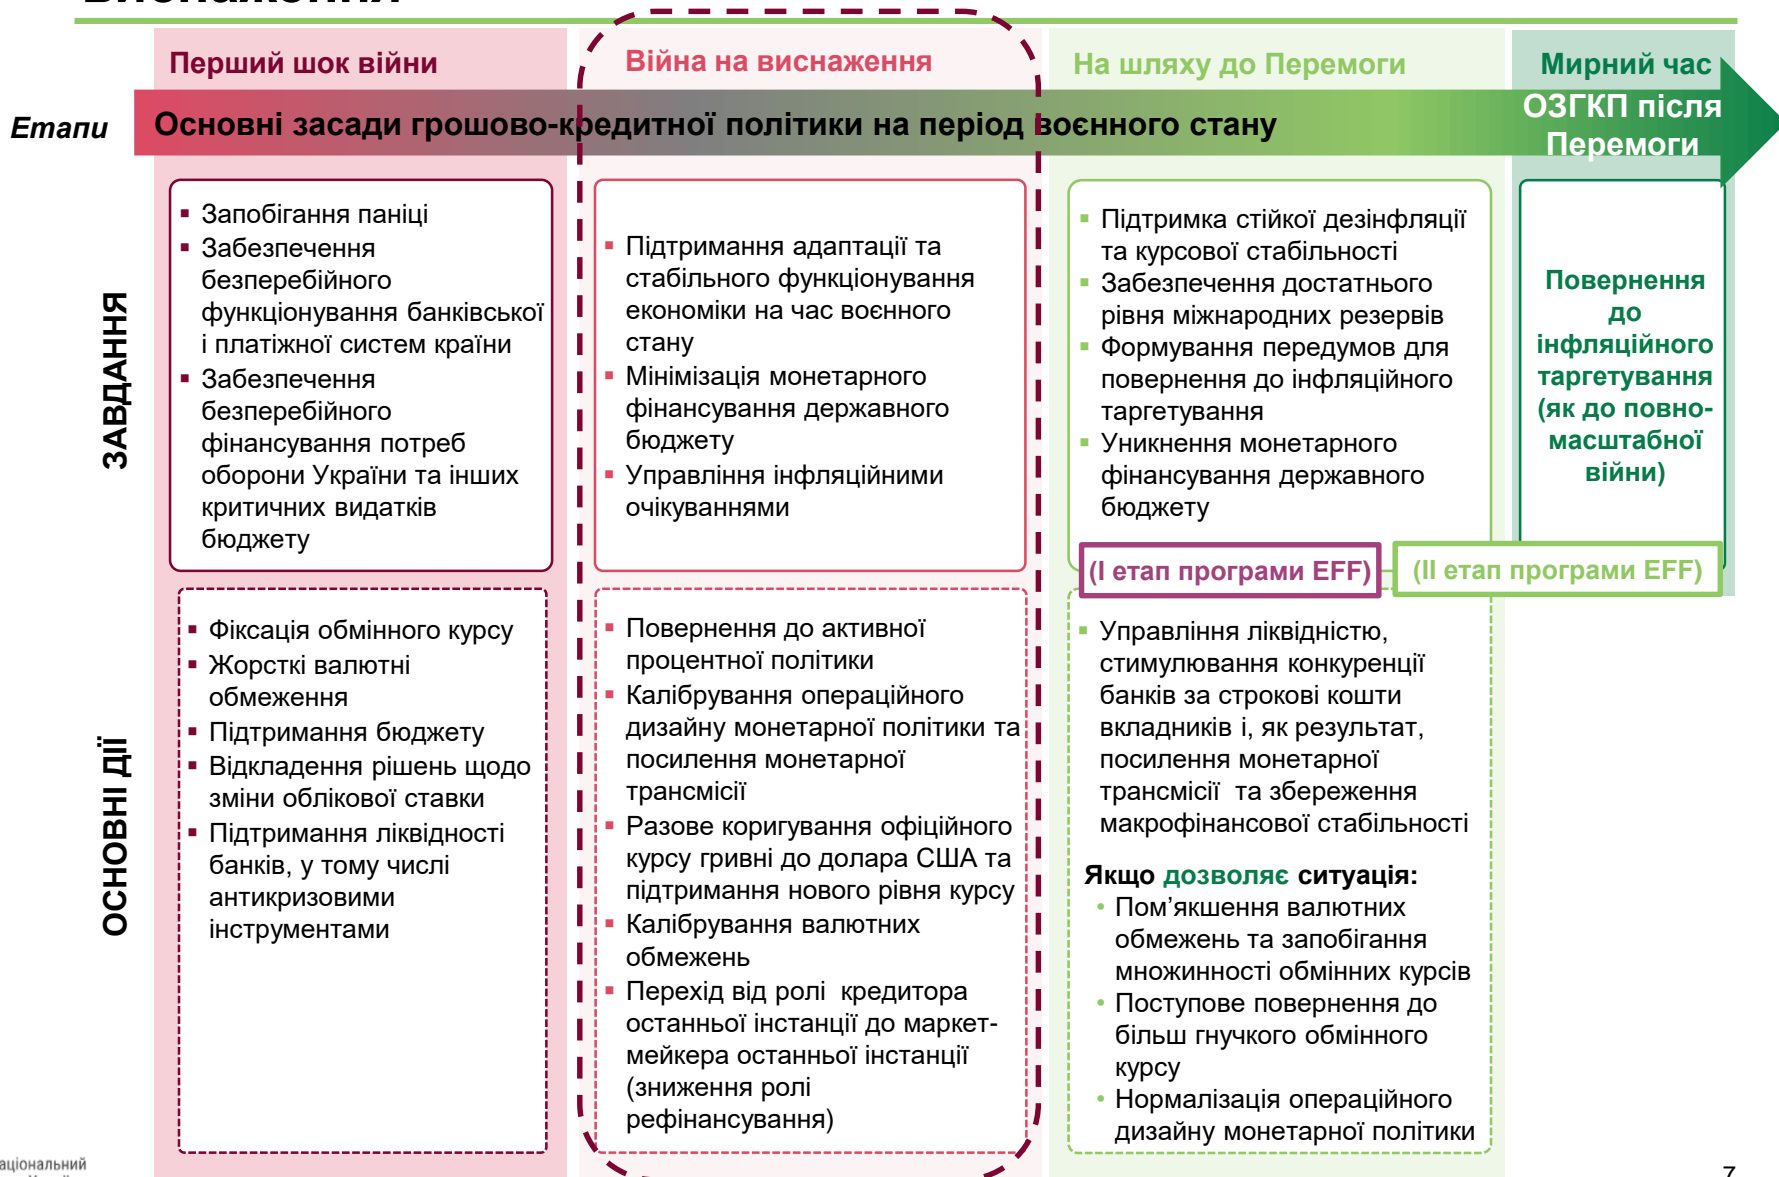 Виснаження
Перший шок війни
Війна на виснаження
На шляху до Перемоги
Мирний час
Етапи
Основні засади грошово-кредитної політики на період воєнного стану
ОЗГКП після
Перемоги
ЗАВДАННЯ
▪ Запобігання паніці
▪ Забезпечення
безперебійного
функціонування банківської
і платіжної систем країни
▪ Забезпечення
безперебійного
фінансування потреб
оборони України та інших
критичних видатків
бюджету
▪ Підтримання адаптації та
стабільного функціонування
економіки на час воєнного
стану
▪ Мінімізація монетарного
фінансування державного
бюджету
▪ Управління інфляційними
очікуваннями
▪ Підтримка стійкої дезінфляції
та курсової стабільності
▪ Забезпечення достатнього
рівня міжнародних резервів
▪ Формування передумов для
повернення до інфляційного
таргетування
▪ Уникнення монетарного
фінансування державного
бюджету
Повернення
до
інфляційного
таргетування
(як до повно-
масштабної
війни)
(І етап програми EFF)
(ІІ етап програми EFF)
ОСНОВНІ ДІЇ
▪ Фіксація обмінного курсу
▪ Жорсткі валютні
обмеження
▪ Підтримання бюджету
▪ Відкладення рішень щодо
зміни облікової ставки
▪ Підтримання ліквідності
банків, у тому числі
антикризовими
інструментами
▪ Повернення до активної
процентної політики
▪ Калібрування операційного
дизайну монетарної політики та
посилення монетарної
трансмісії
▪ Разове коригування офіційного
курсу гривні до долара США та
підтримання нового рівня курсу
▪ Калібрування валютних
обмежень
▪ Перехід від ролі кредитора
останньої інстанції до маркет-
мейкера останньої інстанції
(зниження ролі
рефінансування)
▪ Управління ліквідністю,
стимулювання конкуренції
банків за строкові кошти
вкладників і, як результат,
посилення монетарної
трансмісії та збереження
макрофінансової стабільності
Якщо дозволяє ситуація:
• Пом’якшення валютних
обмежень та запобігання
множинності обмінних курсів
• Поступове повернення до
більш гнучкого обмінного
курсу
• Нормалізація операційного
дизайну монетарної політики
аціональний
7